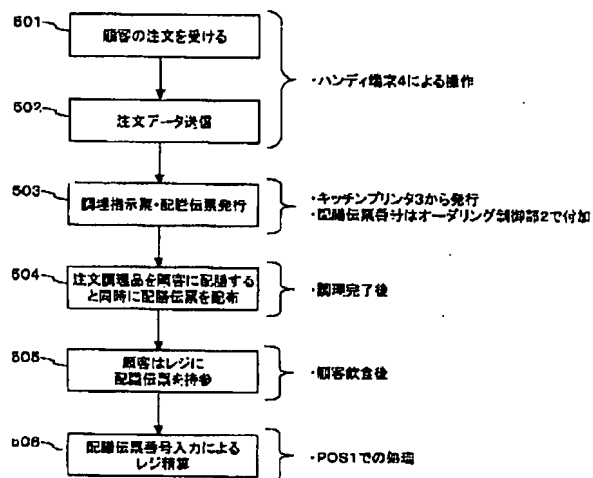 501
顧客の注文を受ける
・ハンディ端末4による操作
502
注文データ送信
503
調理指示票・配膳伝票発行
・キッチンプリンタ3から発行
・配膳伝票番号はオーダリング制御部2で付加
504
注文調理品を顧客に配膳する
と同時に配膳伝票を配布
・調理完了後
505
顧客はレジに
配膳伝票を持参
・顧客飲食後
506
配膳伝票番号入力による
レジ積算
・POS1での処理